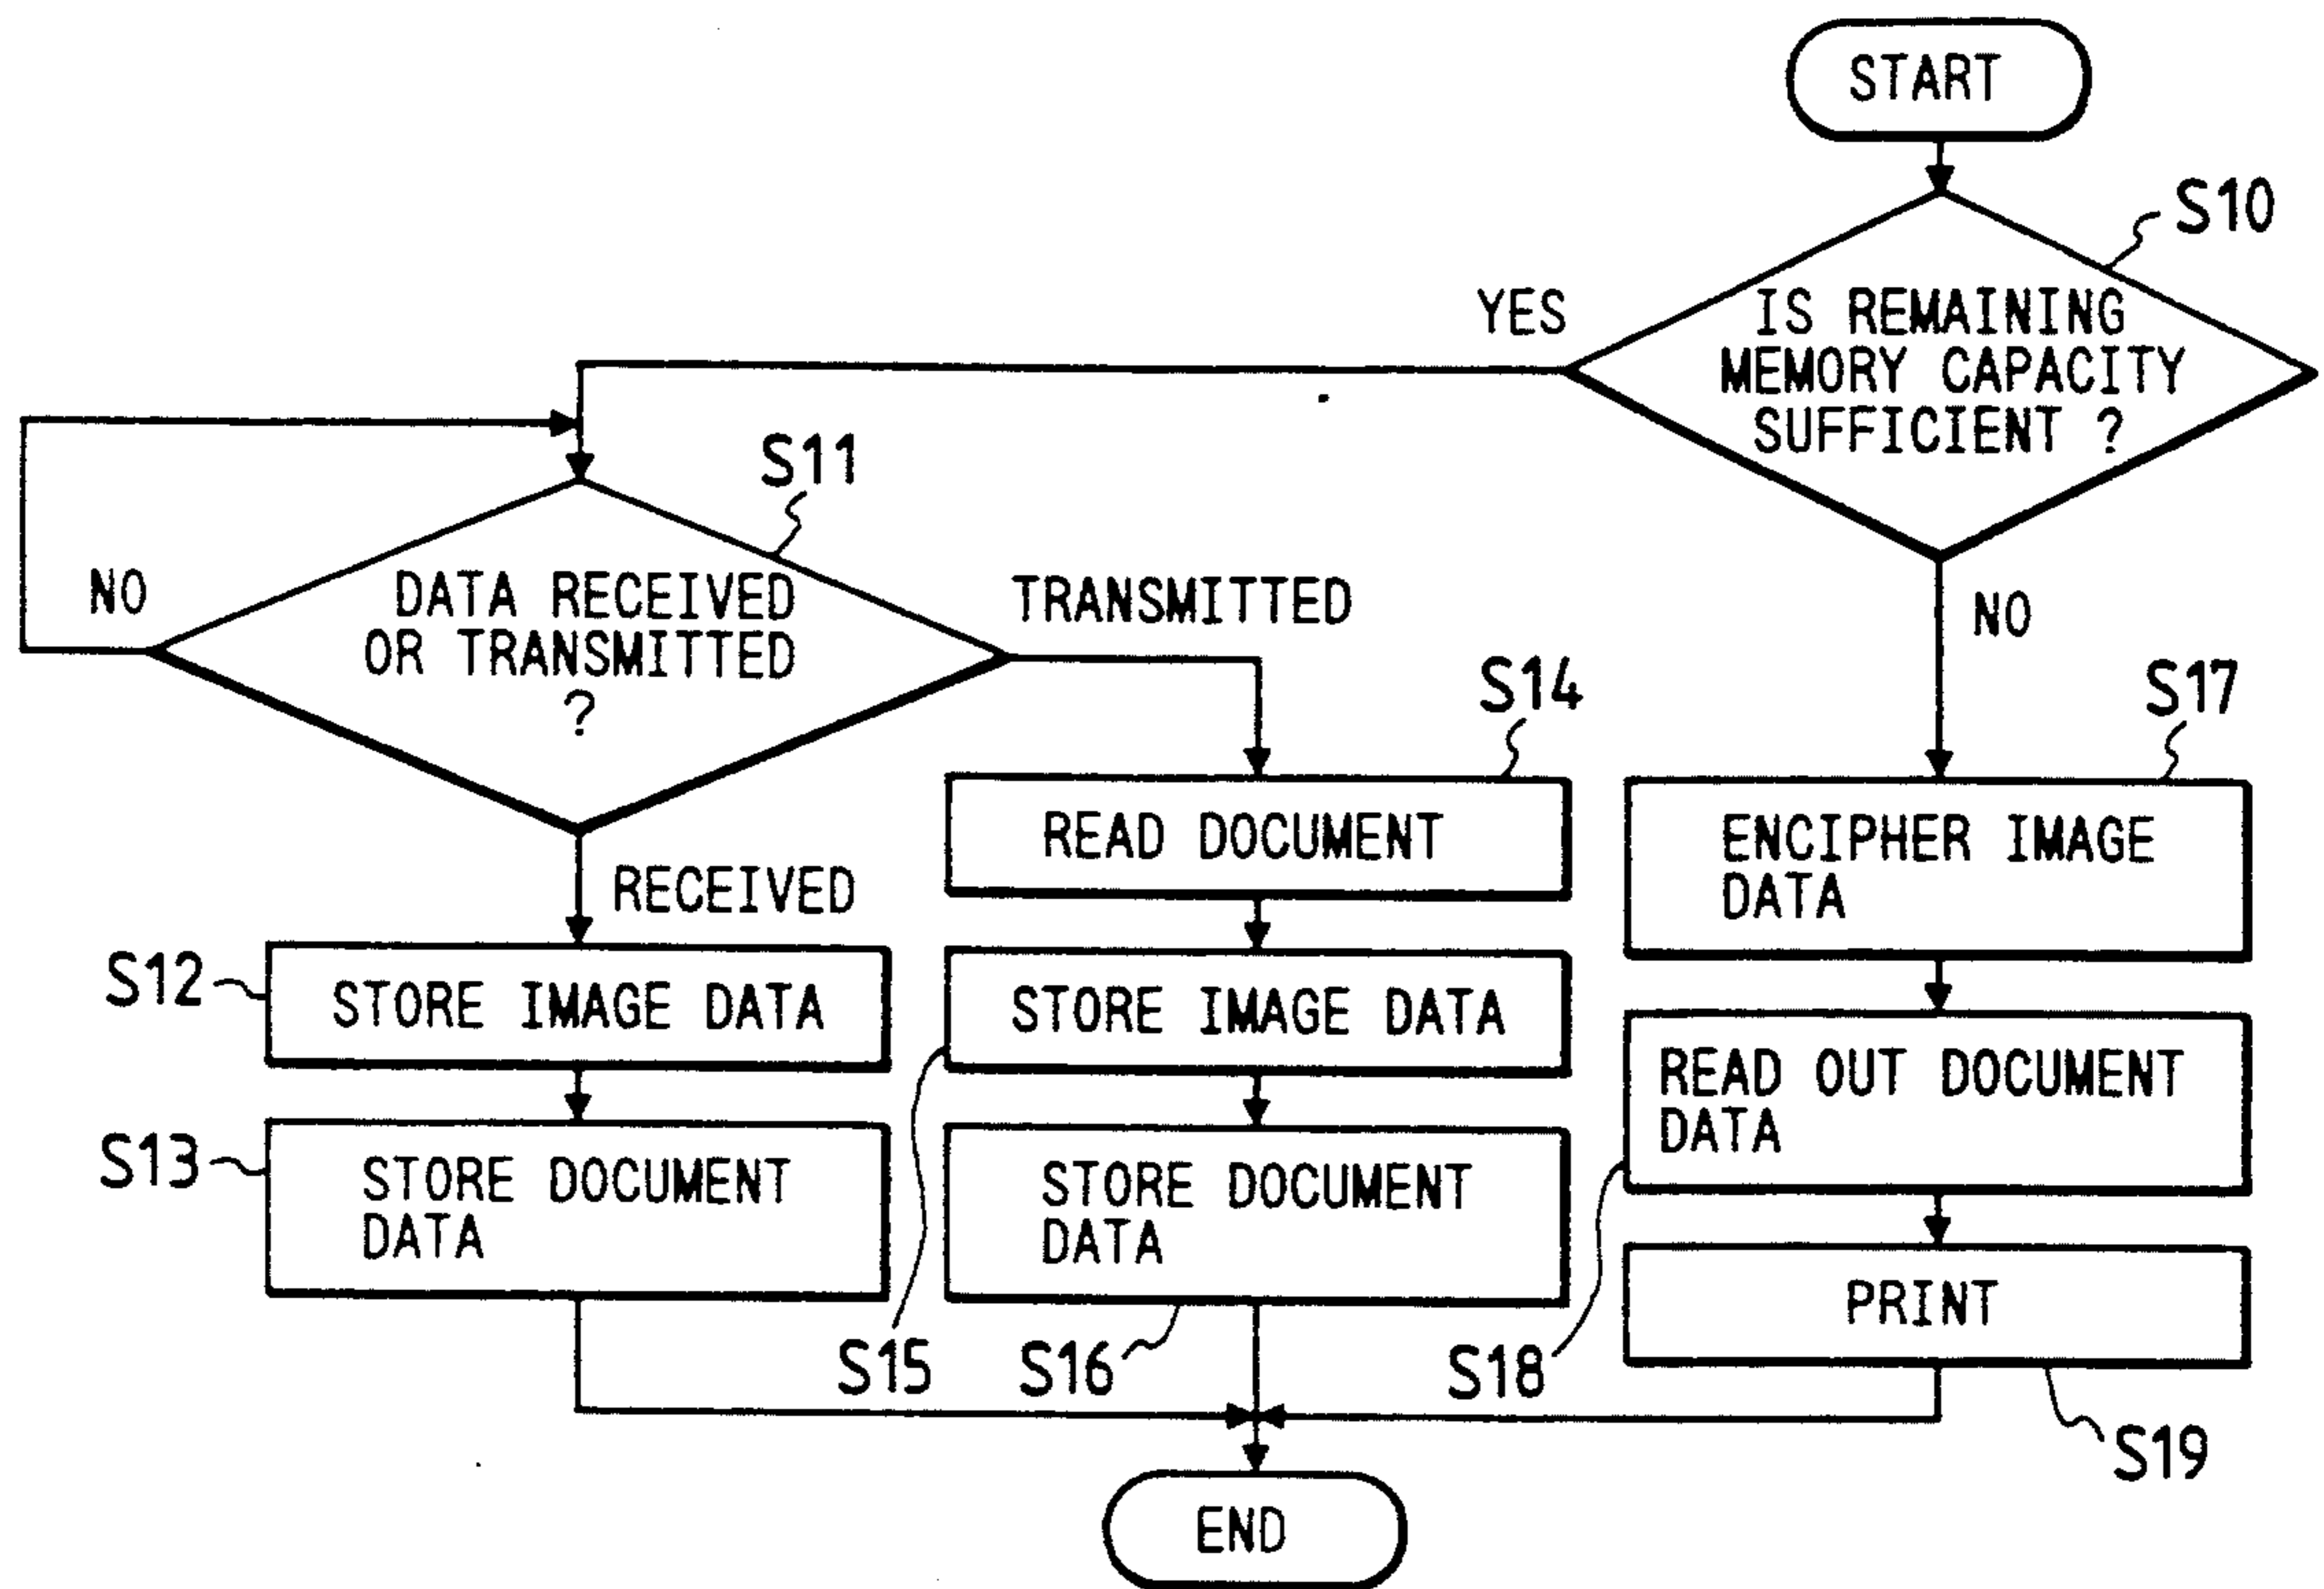 START
S10
IS REMAINING
MEMORY CAPACITY
SUFFICIENT ?
YES
NO
S11
DATA RECEIVED
OR TRANSMITTED
?
NO
TRANSMITTED
RECEIVED
S12
STORE IMAGE DATA
S13
STORE DOCUMENT
DATA
S14
READ DOCUMENT
STORE IMAGE DATA
S15
STORE DOCUMENT
DATA
S16
S17
ENCIPHER IMAGE
DATA
READ OUT DOCUMENT
DATA
S18
PRINT
S19
END